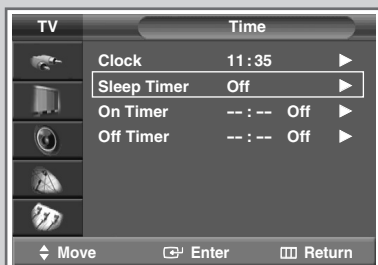 TV Time
Clock 11:35
Sleep Timer Off
On Timer --:-- Off
Off Timer --:-- Off
Move Enter Return